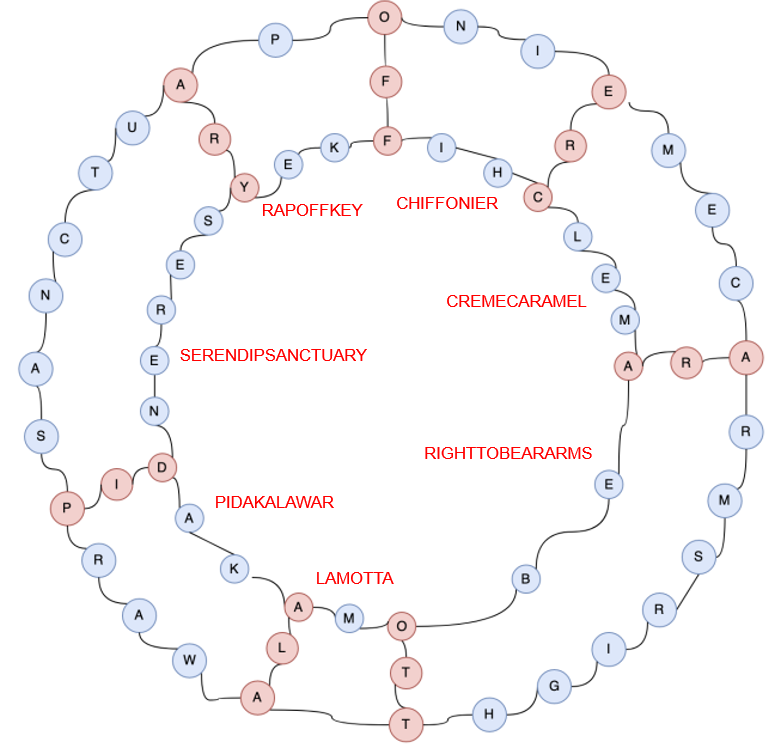 P O N I
A F E
U R K F I R M
T E H
Y C
RAPOFFKEY CHIFFONIER E
S
C L
E E C
N R CREMECARAMEL M
A E SERENDIPSANCTUARY A R A
N
S R
RIGHTTOBEARARMS
D
I E
P A PIDAKALAWAR M
R K S
LAMOTTA B
A A M O R
W L T I
A G
T H